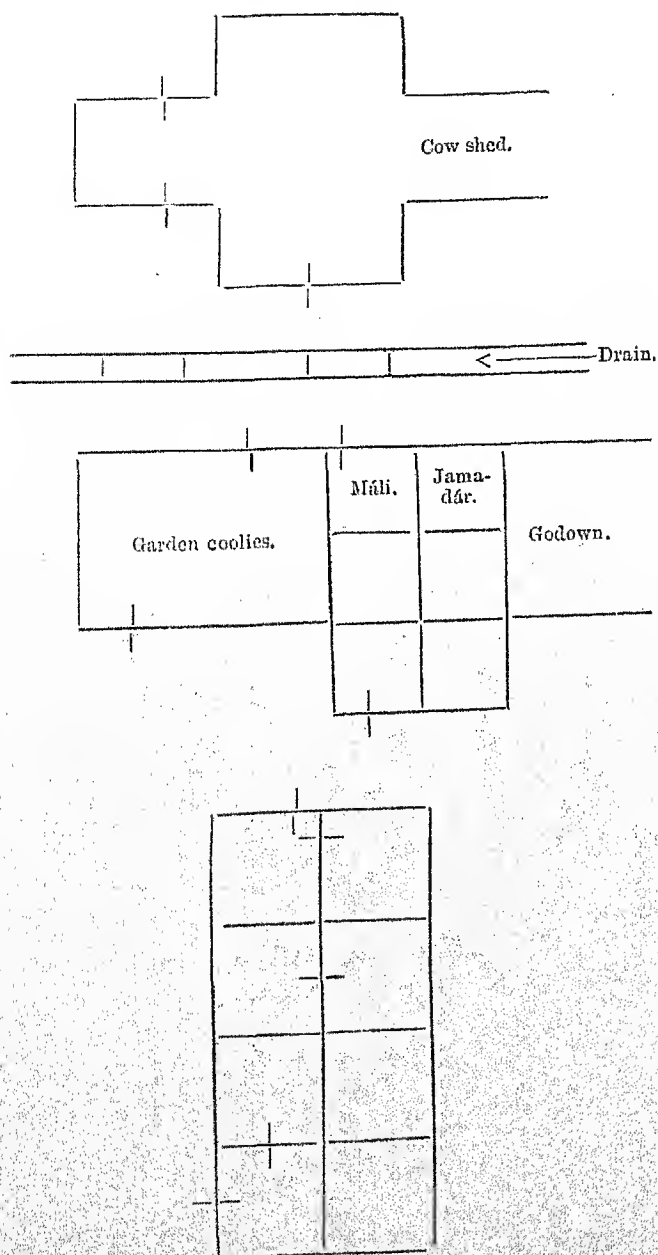 Cow shed.
Drain.
Máli.
Jama-
dár.
Garden coolies.
Godown.